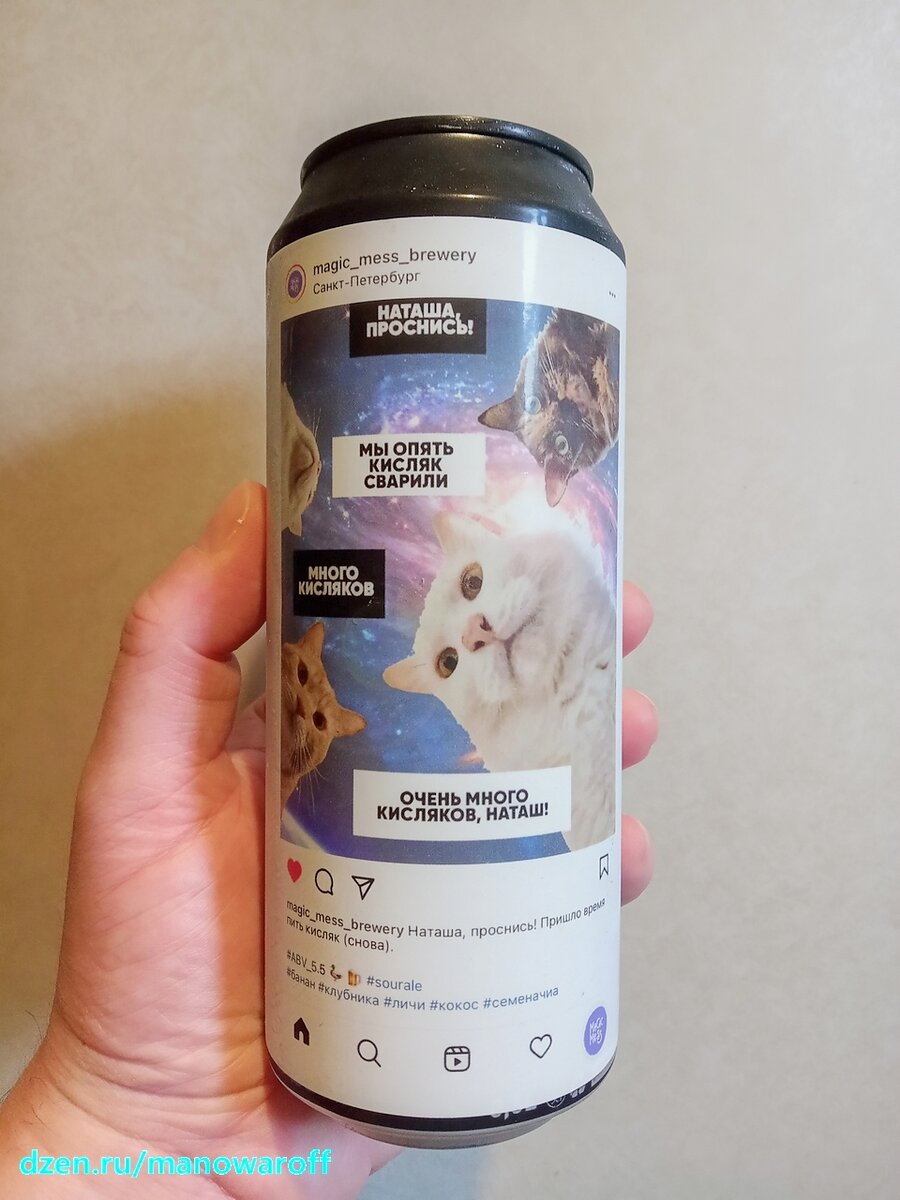 magic_mess_brewery
Санкт-Петербург
НАТАША,
ПРОСНИСЬ!
МЫ ОПЯТЬ
КИСЛЯК
СВАРИЛИ
МНОГО
КИСЛЯКОВ
ОЧЕНЬ МНОГО
КИСЛЯКОВ, НАТАШ!
magic_mess_brewery Наташа, проснись! Пришло время
пить кисляк (снова).
#ABV_5.5 🦆 🍺 #sourale
#банан #клубника #личи #кокос #семеначиа
dzen.ru/manowaroff